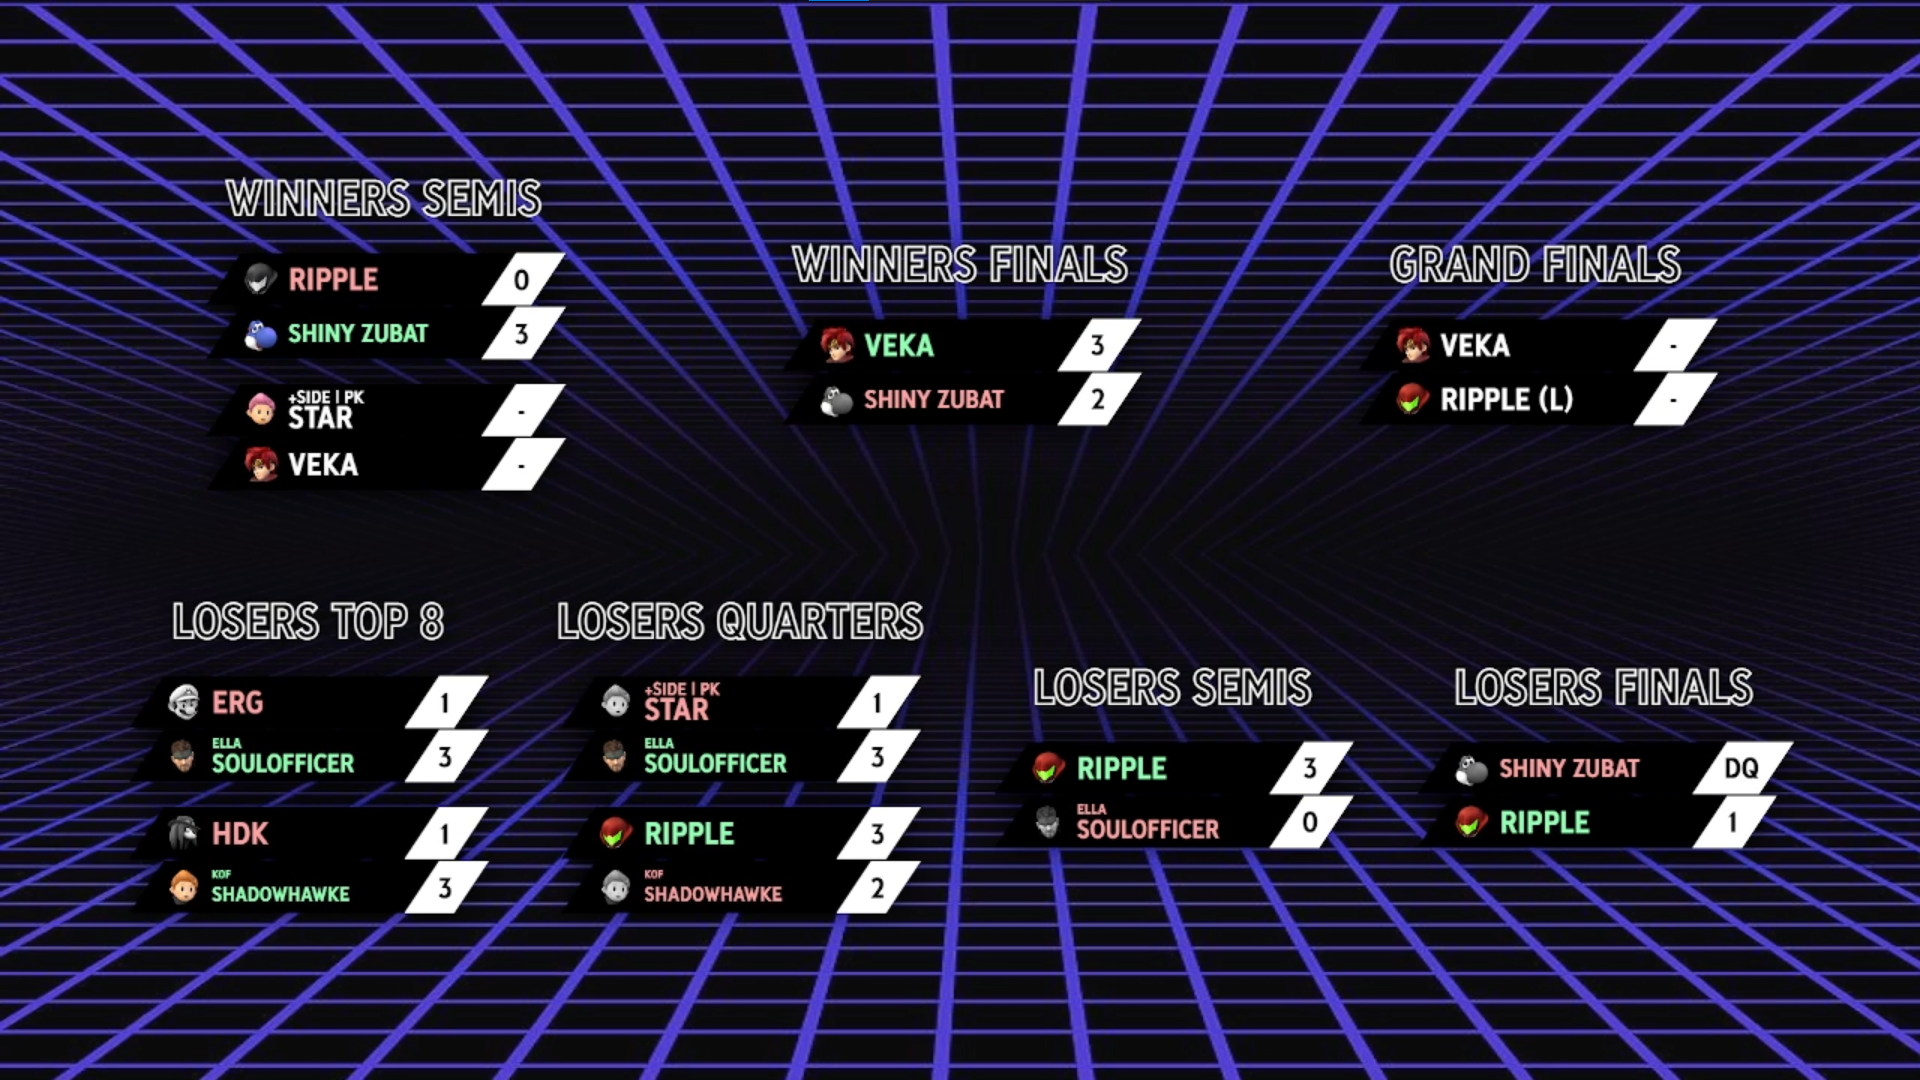 WINNERS SEMIS
RIPPLE 0
SHINY ZUBAT 3
+SIDE | PK
STAR -
VEKA -
WINNERS FINALS
VEKA 3
SHINY ZUBAT 2
GRAND FINALS
VEKA -
RIPPLE (L) -
LOSERS TOP 8
ERG 1
ELLA
SOULOFFICER 3
HDK 1
KOF
SHADOWHAWKE 3
LOSERS QUARTERS
+SIDE | PK
STAR 1
ELLA
SOULOFFICER 3
RIPPLE 3
KOF
SHADOWHAWKE 2
LOSERS SEMIS
RIPPLE 3
ELLA
SOULOFFICER 0
LOSERS FINALS
SHINY ZUBAT DQ
RIPPLE 1